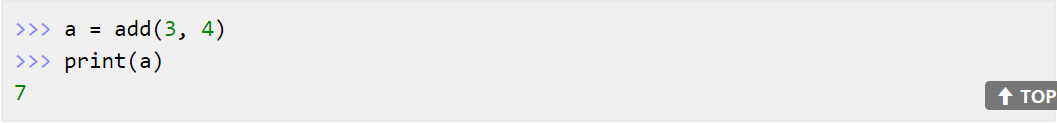 >>> a = add(3, 4)
>>> print(a)
7
TOP